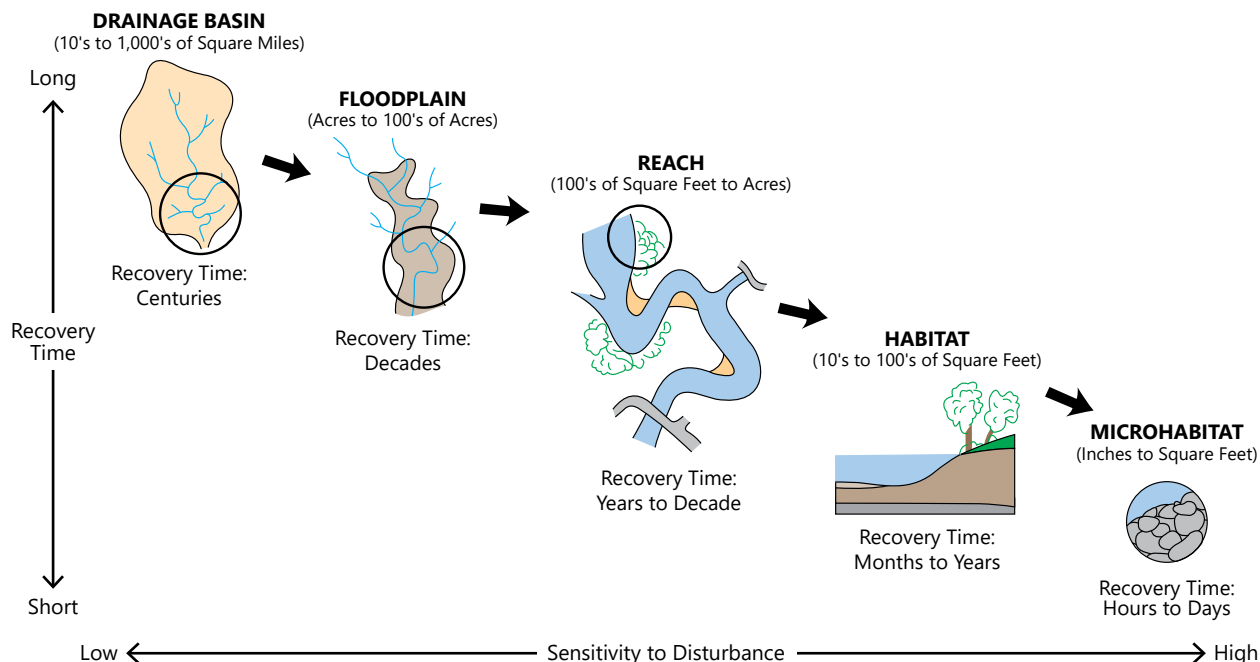 DRAINAGE BASIN
(10's to 1,000's of Square Miles)
Long
FLOODPLAIN
(Acres to 100's of Acres)
REACH
(100's of Square Feet to Acres)
Recovery Time:
Centuries
Recovery
Time
Recovery Time:
Decades
HABITAT
(10's to 100's of Square Feet)
MICROHABITAT
(Inches to Square Feet)
Recovery Time:
Years to Decade
Recovery Time:
Months to Years
Recovery Time:
Hours to Days
Short
Low
Sensitivity to Disturbance
High